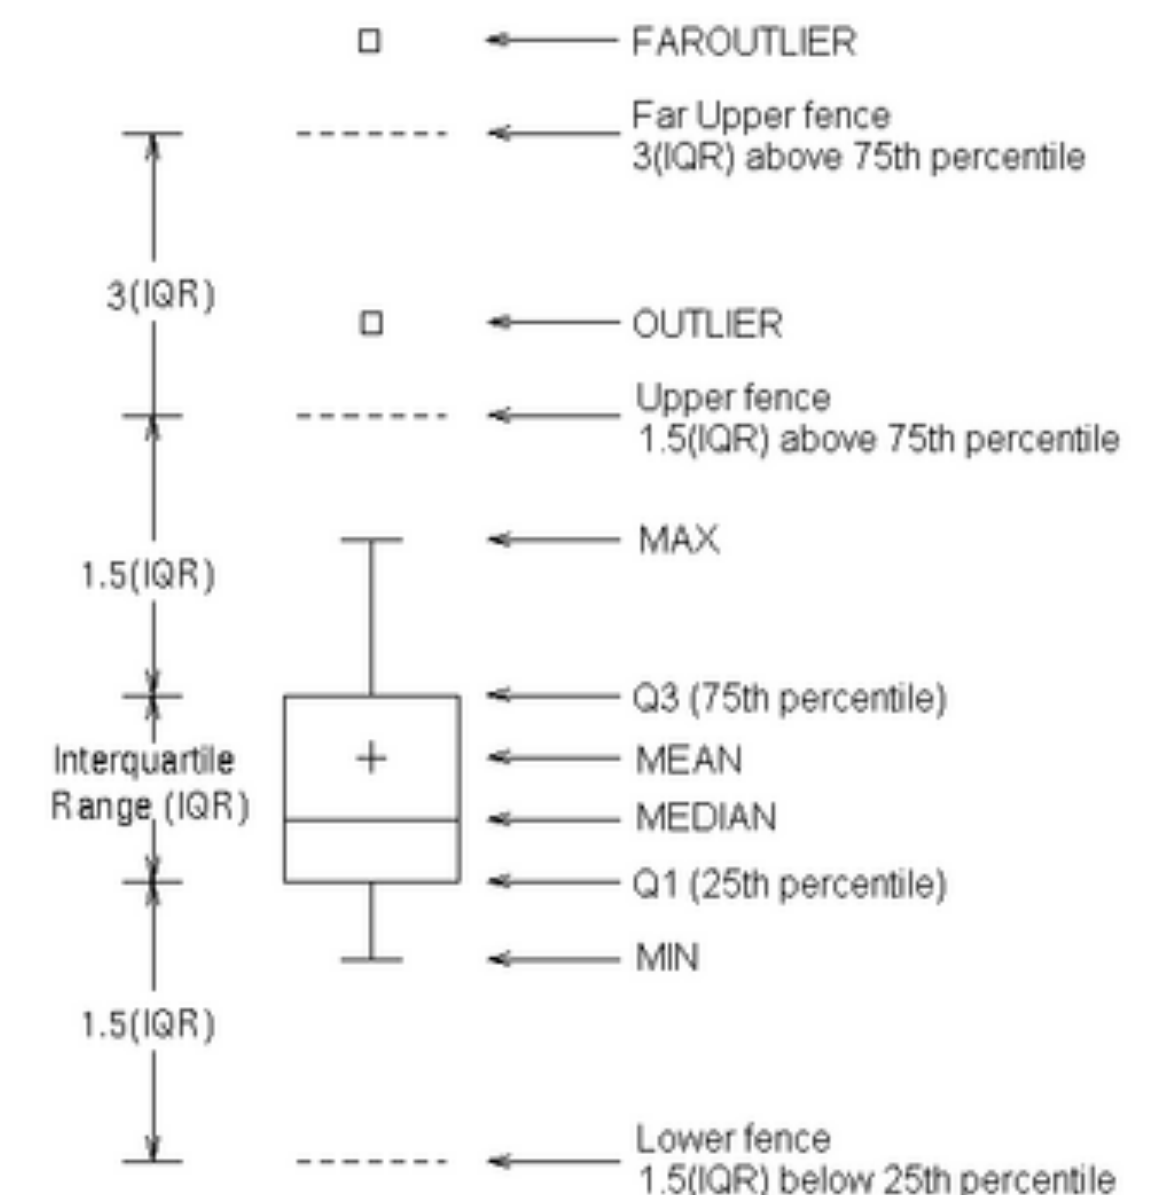 FAROUTLIER
Far Upper fence
3(IQR) above 75th percentile
3(IQR)
OUTLIER
Upper fence
1.5(IQR) above 75th percentile
MAX
1.5(IQR)
Q3 (75th percentile)
Interquartile
Range (IQR)
MEAN
MEDIAN
Q1 (25th percentile)
MIN
1.5(IQR)
Lower fence
1.5(IQR) below 25th percentile